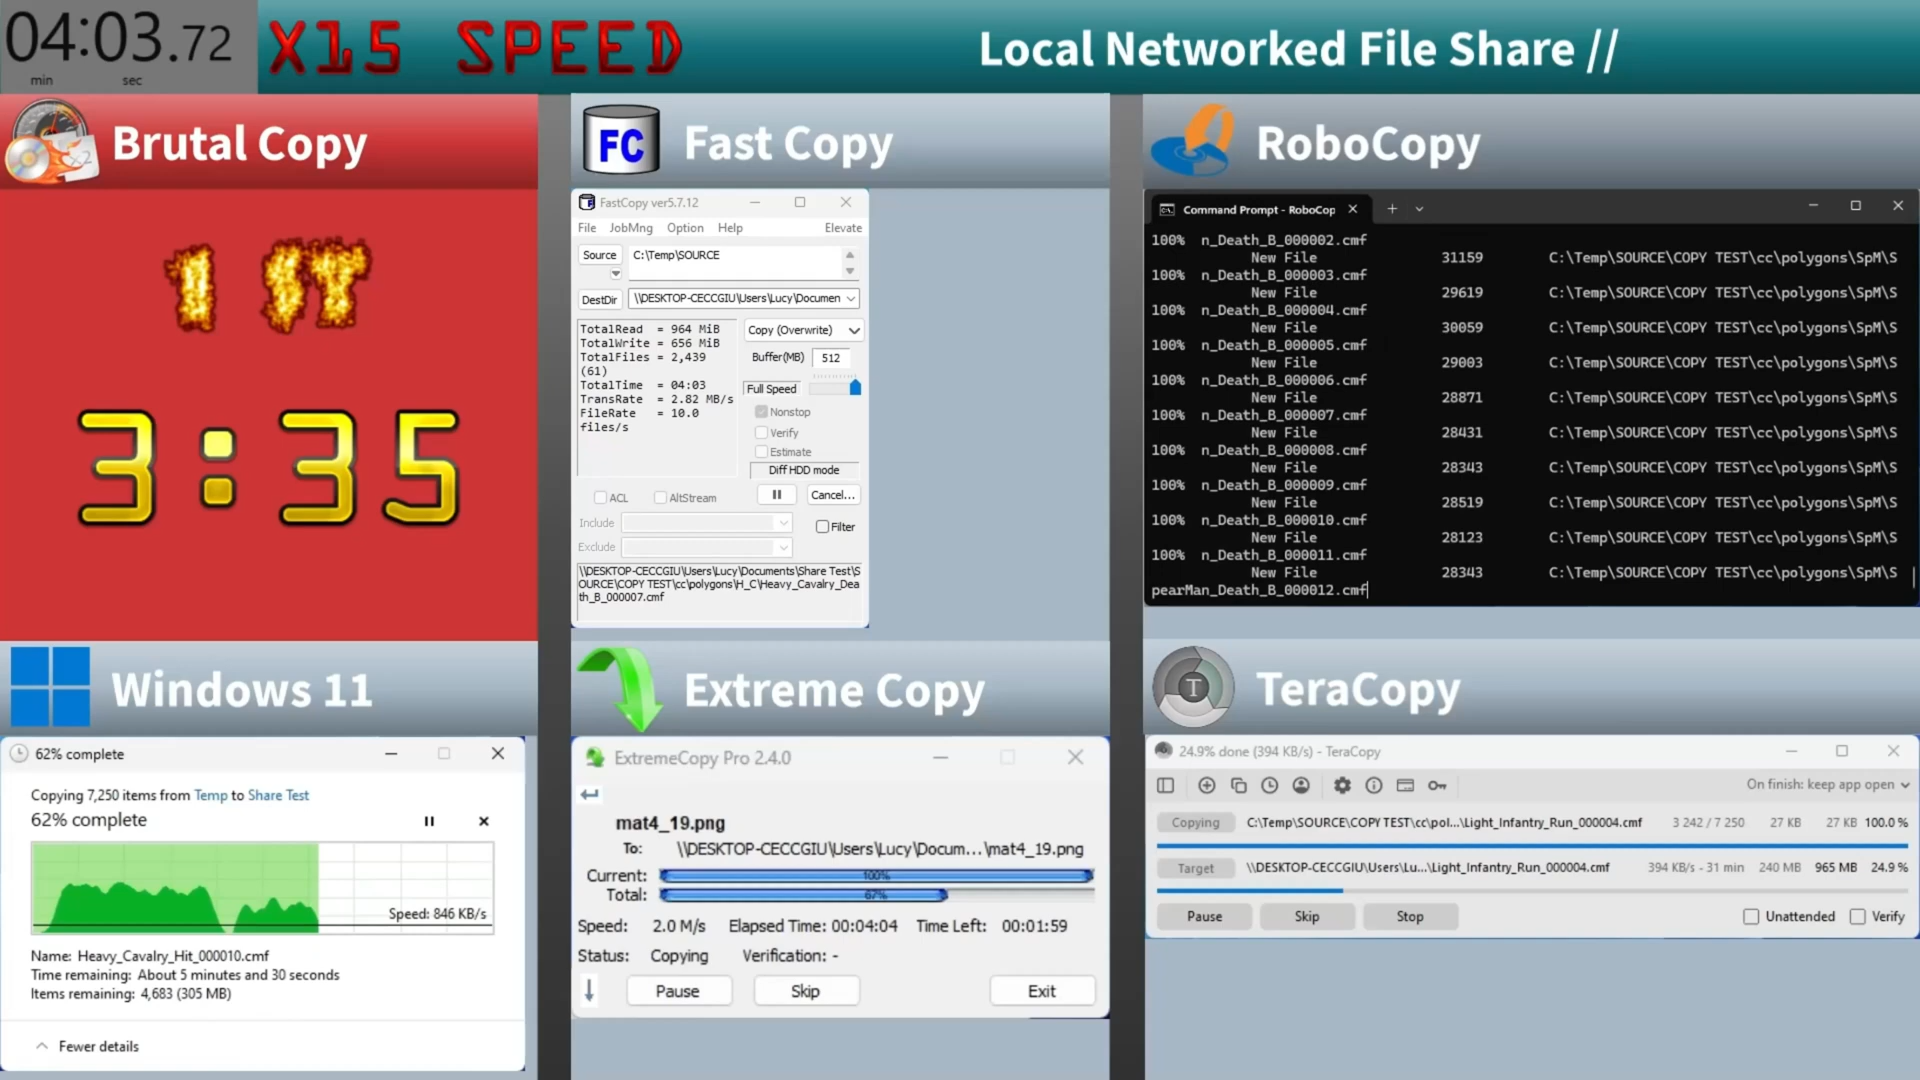 04:03.72
min sec
X15 SPEED
Local Networked File Share //
Brutal Copy
1 ST
3:35
FC
Fast Copy
FastCopy ver5.7.12
File JobMng Option Help Elevate
Source C:\Temp\SOURCE
DestDir \\DESKTOP-CECCGIU\Users\Lucy\Documen
TotalRead = 964 MiB
TotalWrite = 656 MiB
TotalFiles = 2,439
(61)
TotalTime = 04:03
TransRate = 2.82 MB/s
FileRate = 10.0
files/s
Copy (Overwrite)
Buffer(MB) 512
Full Speed
Nonstop
Verify
Estimate
Diff HDD mode
ACL AltStream Cancel...
Include
Filter
Exclude
\\DESKTOP-CECCGIU\Users\Lucy\Documents\Share Test\S
OURCE\COPY TEST\cc\polygons\H_C\Heavy_Cavalry_Dea
th_B_000007.cmf
RoboCopy
Command Prompt - RoboCop
100% n_Death_B_000002.cmf
New File 31159 C:\Temp\SOURCE\COPY TEST\cc\polygons\SpM\S
100% n_Death_B_000003.cmf
New File 29619 C:\Temp\SOURCE\COPY TEST\cc\polygons\SpM\S
100% n_Death_B_000004.cmf
New File 30059 C:\Temp\SOURCE\COPY TEST\cc\polygons\SpM\S
100% n_Death_B_000005.cmf
New File 29003 C:\Temp\SOURCE\COPY TEST\cc\polygons\SpM\S
100% n_Death_B_000006.cmf
New File 28871 C:\Temp\SOURCE\COPY TEST\cc\polygons\SpM\S
100% n_Death_B_000007.cmf
New File 28431 C:\Temp\SOURCE\COPY TEST\cc\polygons\SpM\S
100% n_Death_B_000008.cmf
New File 28343 C:\Temp\SOURCE\COPY TEST\cc\polygons\SpM\S
100% n_Death_B_000009.cmf
New File 28519 C:\Temp\SOURCE\COPY TEST\cc\polygons\SpM\S
100% n_Death_B_000010.cmf
New File 28123 C:\Temp\SOURCE\COPY TEST\cc\polygons\SpM\S
100% n_Death_B_000011.cmf
New File 28343 C:\Temp\SOURCE\COPY TEST\cc\polygons\SpM\S
pearMan_Death_B_000012.cmf
Windows 11
62% complete
Copying 7,250 items from Temp to Share Test
62% complete
Speed: 846 KB/s
Name: Heavy_Cavalry_Hit_000010.cmf
Time remaining: About 5 minutes and 30 seconds
Items remaining: 4,683 (305 MB)
Fewer details
Extreme Copy
ExtremeCopy Pro 2.4.0
mat4_19.png
To: \\DESKTOP-CECCGIU\Users\Lucy\Docum...\mat4_19.png
Current: 100%
Total: 67%
Speed: 2.0 M/s Elapsed Time: 00:04:04 Time Left: 00:01:59
Status: Copying Verification: -
Pause Skip Exit
T
TeraCopy
24.9% done (394 KB/s) - TeraCopy
On finish: keep app open
Copying C:\Temp\SOURCE\COPY TEST\cc\pol...\Light_Infantry_Run_000004.cmf 3 242 / 7 250 27 KB 27 KB 100.0 %
Target \\DESKTOP-CECCGIU\Users\Lu...\Light_Infantry_Run_000004.cmf 394 KB/s - 31 min 240 MB 965 MB 24.9 %
Pause Skip Stop Unattended Verify